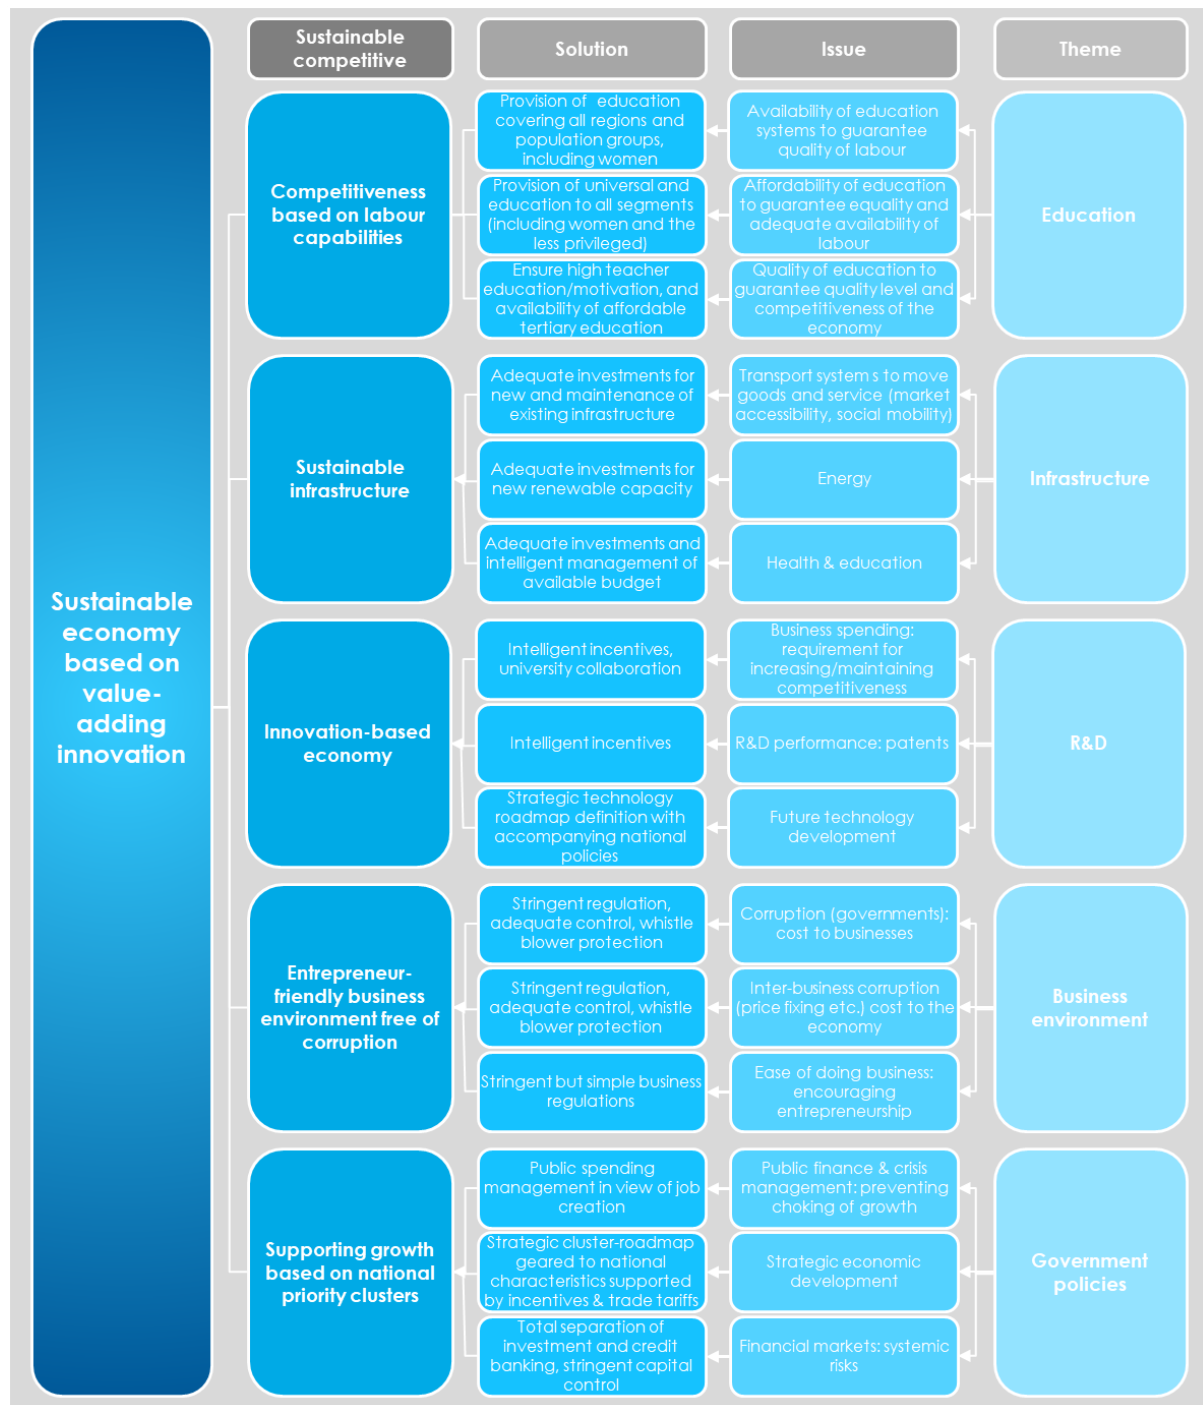 Sustainable
competitive
Solution
Issue
Theme
Sustainable
economy
based on
value-
adding
innovation
Competitiveness
based on labour
capabilities
Provision of education
covering all regions and
population groups,
including women
Availability of education
systems to guarantee
quality of labour
Provision of universal and
education to all segments
(including women and the
less privileged)
Affordability of education
to guarantee equality and
adequate availability of
labour
Ensure high teacher
education/motivation, and
availability of affordable
tertiary education
Quality of education to
guarantee quality level and
competitiveness of the
economy
Education
Sustainable
infrastructure
Adequate investments for
new and maintenance of
existing infrastructure
Transport system s to move
goods and service (market
accessibility, social mobility)
Adequate investments for
new renewable capacity
Energy
Adequate investments and
intelligent management of
available budget
Health & education
Infrastructure
Innovation-based
economy
Intelligent incentives,
university collaboration
Business spending:
requirement for
increasing/maintaining
competitiveness
Intelligent incentives
R&D performance: patents
Strategic technology
roadmap definition with
accompanying national
policies
Future technology
development
R&D
Entrepreneur-
friendly business
environment free of
corruption
Stringent regulation,
adequate control, whistle
blower protection
Corruption (governments):
cost to businesses
Stringent regulation,
adequate control, whistle
blower protection
Inter-business corruption
(price fixing etc.) cost to the
economy
Stringent but simple business
regulations
Ease of doing business:
encouraging
entrepreneurship
Business
environment
Supporting growth
based on national
priority clusters
Public spending
management in view of job
creation
Public finance & crisis
management: preventing
choking of growth
Strategic cluster-roadmap
geared to national
characteristics supported
by incentives & trade tariffs
Strategic economic
development
Total separation of
investment and credit
banking, stringent capital
control
Financial markets: systemic
risks
Government
policies